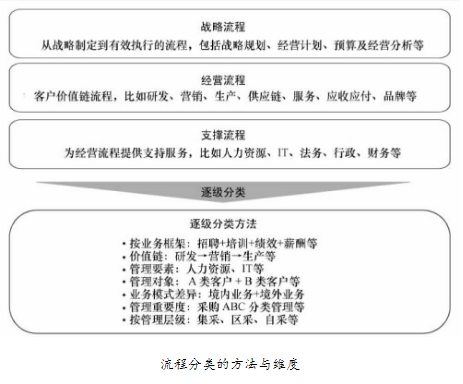 战略流程
从战略制定到有效执行的流程，包括战略规划、经营计划、预算及经营分析等
经营流程
客户价值链流程，比如研发、营销、生产、供应链、服务、应收应付、品牌等
支撑流程
为经营流程提供支持服务，比如人力资源、IT、法务、行政、财务等
逐级分类
逐级分类方法
•按业务框架：招聘+培训+绩效+薪酬等
•价值链：研发→营销→生产等
•管理要素：人力资源、IT等
•管理对象：A类客户+B类客户等
•业务模式差异：境内业务+境外业务
•管理重要度：采购ABC分类管理等
•按管理层级：集采、区采、自采等
流程分类的方法与维度